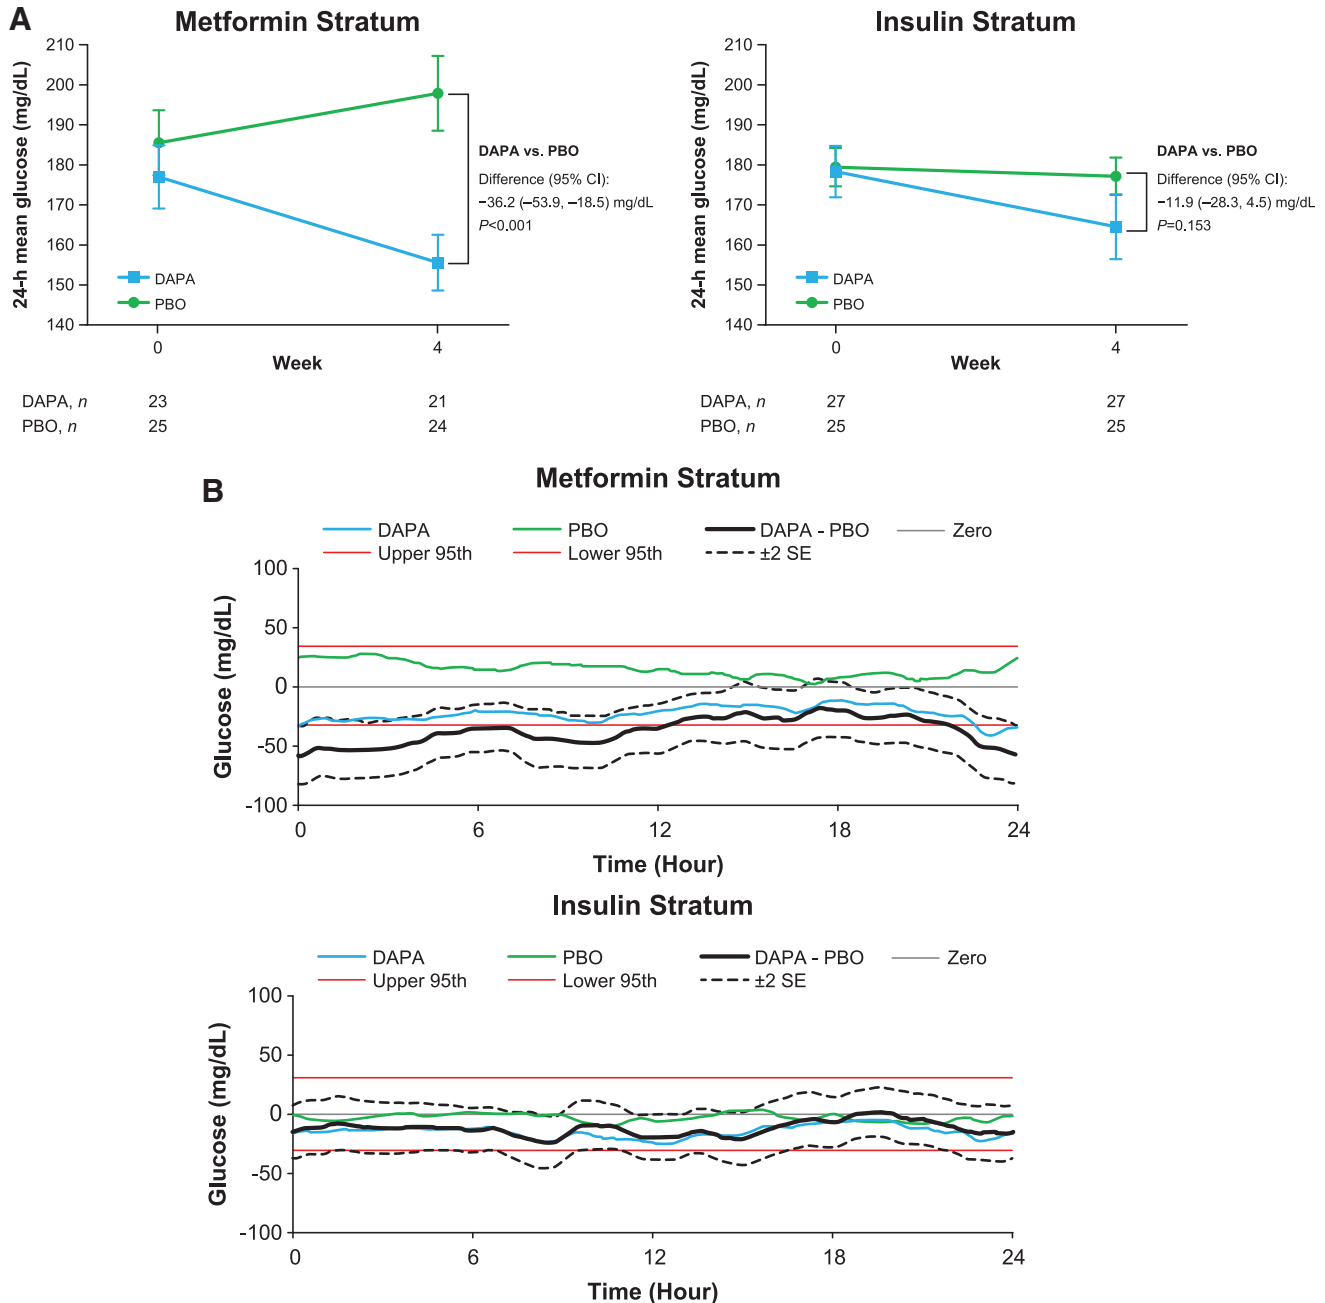 A
Metformin Stratum
24-h mean glucose (mg/dL)
210
200
190
180
170
160
150
140
DAPA vs. PBO
Difference (95% CI):
−36.2 (−53.9, −18.5) mg/dL
P<0.001
DAPA
PBO
0
4
Week
DAPA, n 23 21
PBO, n 25 24
Insulin Stratum
24-h mean glucose (mg/dL)
210
200
190
180
170
160
150
140
DAPA vs. PBO
Difference (95% CI):
−11.9 (−28.3, 4.5) mg/dL
P=0.153
DAPA
PBO
0
4
Week
DAPA, n 27 27
PBO, n 25 25
B
Metformin Stratum
DAPA PBO DAPA - PBO Zero
Upper 95th Lower 95th ±2 SE
Glucose (mg/dL)
100
50
0
-50
-100
0 6 12 18 24
Time (Hour)
Insulin Stratum
DAPA PBO DAPA - PBO Zero
Upper 95th Lower 95th ±2 SE
Glucose (mg/dL)
100
50
0
-50
-100
0 6 12 18 24
Time (Hour)